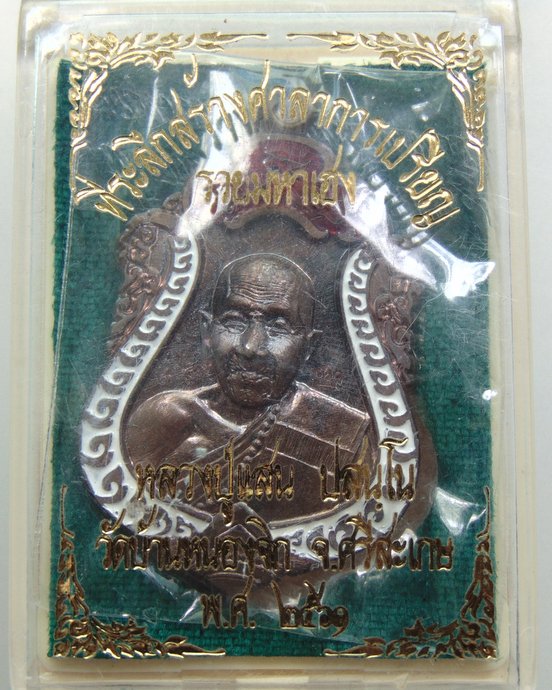 ที่ระลึกสร้างศาลาการเปรียญ
รวยมหาเฮง
หลวงปู่แสน ปสนฺโน
วัดบ้านหนองจิก จ.ศรีสะเกษ
พ.ศ. ๒๕๖๑